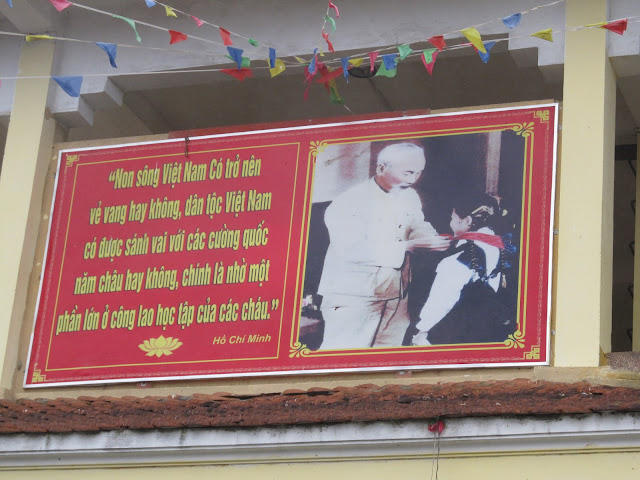 "Non sông Việt Nam Có trở nên
vẻ vang hay không, dân tộc Việt Nam
có được sánh vai với các cường quốc
năm châu hay không, chính là nhờ một
phần lớn ở công lao học tập của các cháu."
Hồ Chí Minh